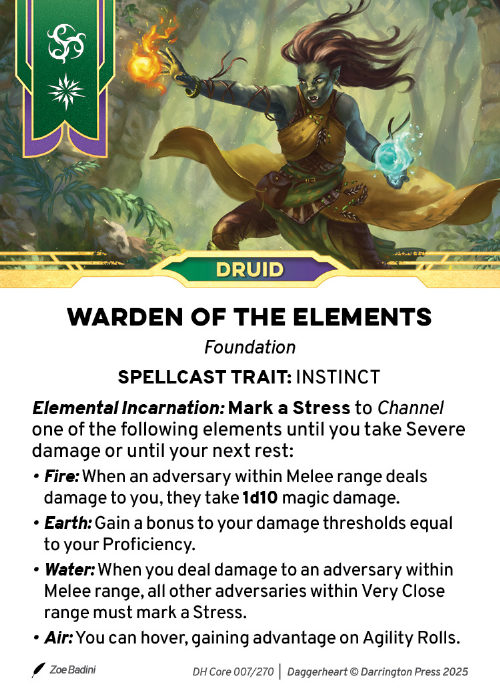 DRUID
WARDEN OF THE ELEMENTS
Foundation
SPELLCAST TRAIT: INSTINCT
Elemental Incarnation: Mark a Stress to Channel
one of the following elements until you take Severe
damage or until your next rest:
• Fire: When an adversary within Melee range deals
damage to you, they take 1d10 magic damage.
• Earth: Gain a bonus to your damage thresholds equal
to your Proficiency.
• Water: When you deal damage to an adversary within
Melee range, all other adversaries within Very Close
range must mark a Stress.
• Air: You can hover, gaining advantage on Agility Rolls.
Zoe Badini
DH Core 007/270 | Daggerheart © Darrington Press 2025